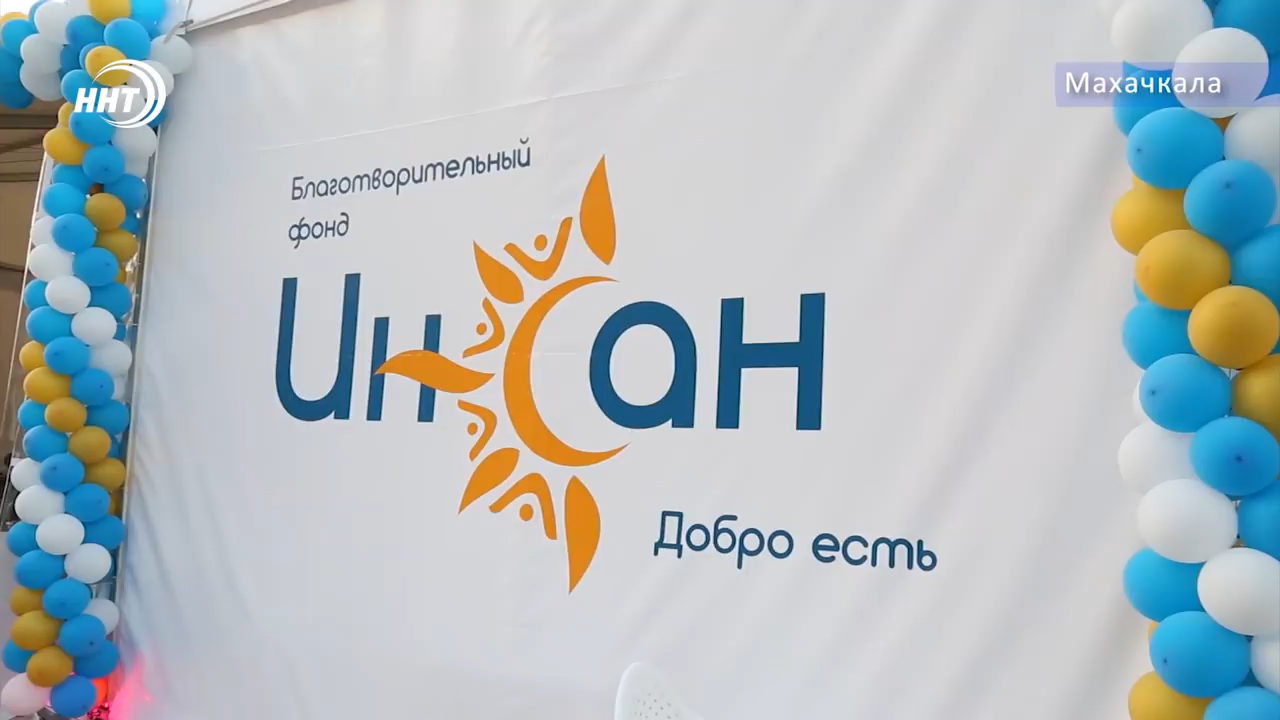 ННТ
Махачкала
Благотворительный
фонд
Инсан
Добро есть